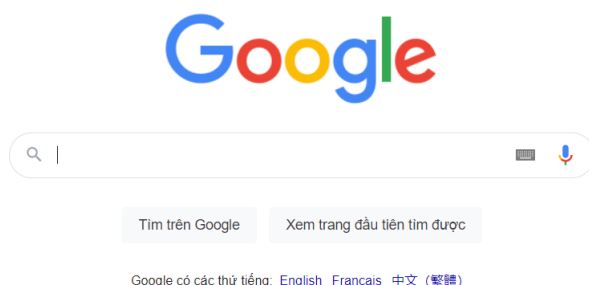 Google
Tìm trên Google
Xem trang đầu tiên tìm được
Google có các thứ tiếng: English Français 中文（繁體）